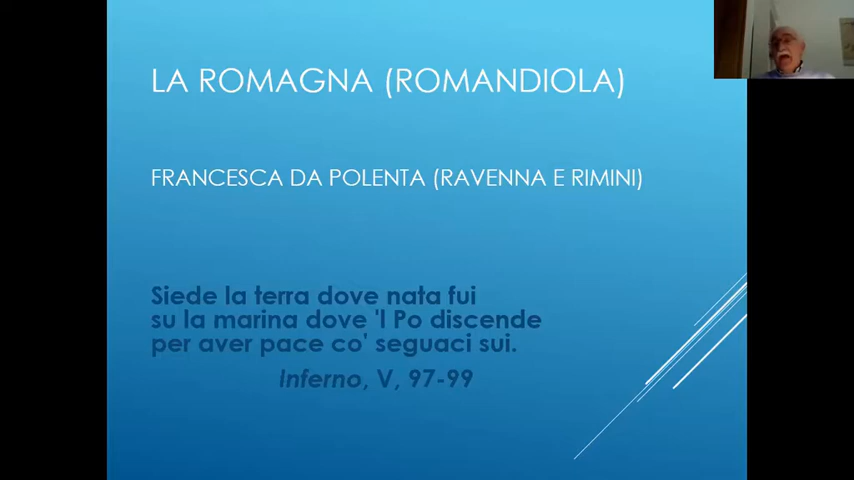 LA ROMAGNA (ROMANDIOLA)
FRANCESCA DA POLENTA (RAVENNA E RIMINI)
Siede la terra dove nata fui
su la marina dove 'l Po discende
per aver pace co' seguaci sui.
Inferno, V, 97-99